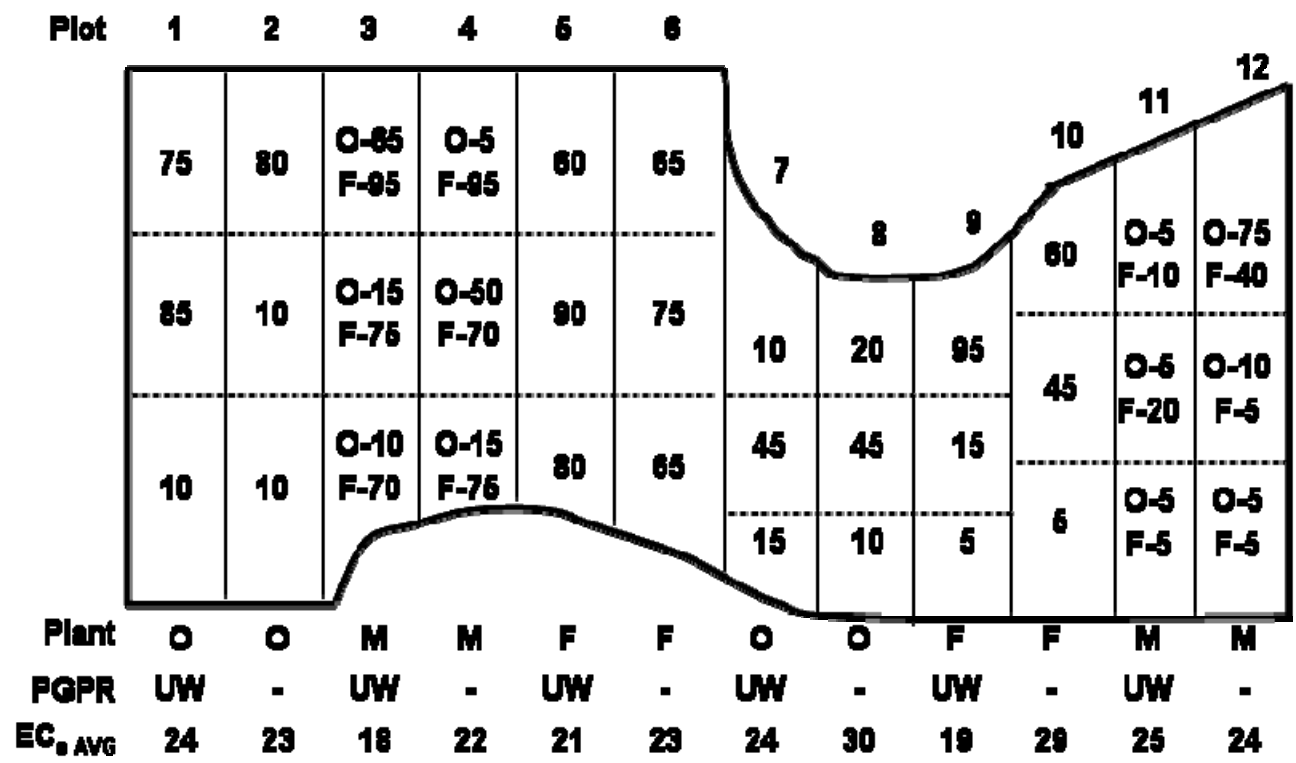 Plot 1 2 3 4 5 6
12
11
10
7
8 9
75 80 O-65 O-5 60 65
F-95 F-95
60 O-5 O-75
F-10 F-40
85 10 O-15 O-50 90 75
F-75 F-70
10 20 95
45 O-5 O-10
F-20 F-5
10 10 O-10 O-15 80 65
F-70 F-75
45 45 15
5 O-5 O-5
F-5 F-5
15 10 5
Plant O O M M F F O O F F M M
PGPR UW - UW - UW - UW - UW - UW -
ECe AVG 24 23 18 22 21 23 24 30 19 29 25 24